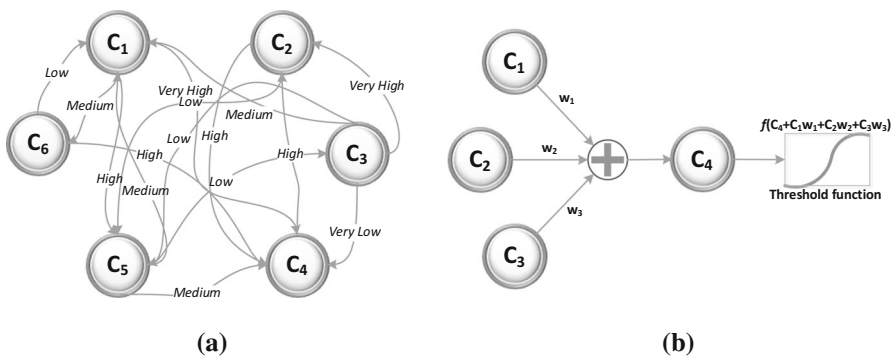 C1
C2
Low
Very High
Very High
Low
Medium
Medium
C6
Low
High
C3
High
High
High
Medium
Low
Very Low
C5
C4
Medium
(a)
C1
w1
f(C4+C1w1+C2w2+C3w3)
C2
w2
C4
w3
Threshold function
C3
(b)